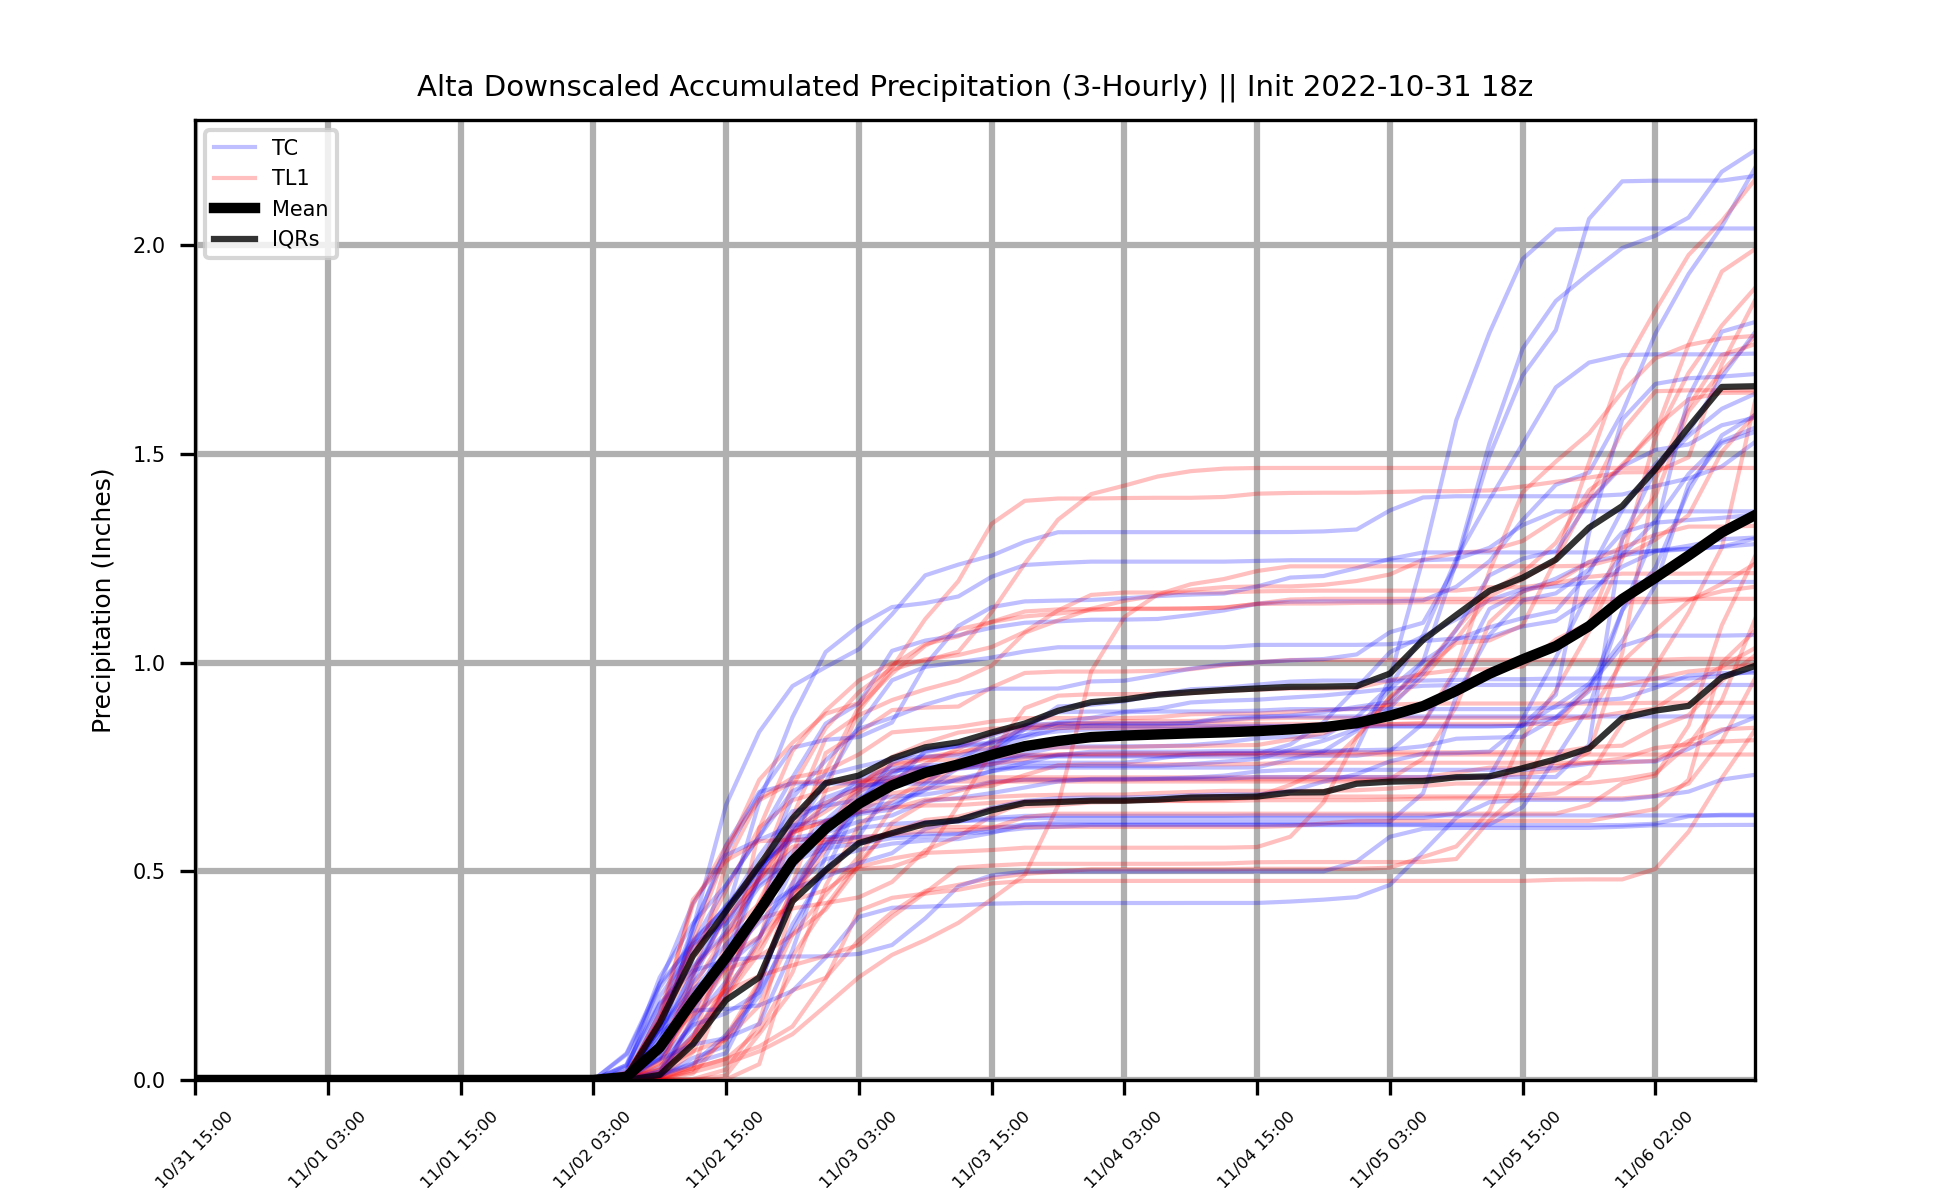 Alta Downscaled Accumulated Precipitation (3-Hourly) || Init 2022-10-31 18z
TC
TL1
Mean
IQRs
Precipitation (Inches)
2.0
1.5
1.0
0.5
0.0
10/31 15:00
11/01 03:00
11/01 15:00
11/02 03:00
11/02 15:00
11/03 03:00
11/03 15:00
11/04 03:00
11/04 15:00
11/05 03:00
11/05 15:00
11/06 02:00